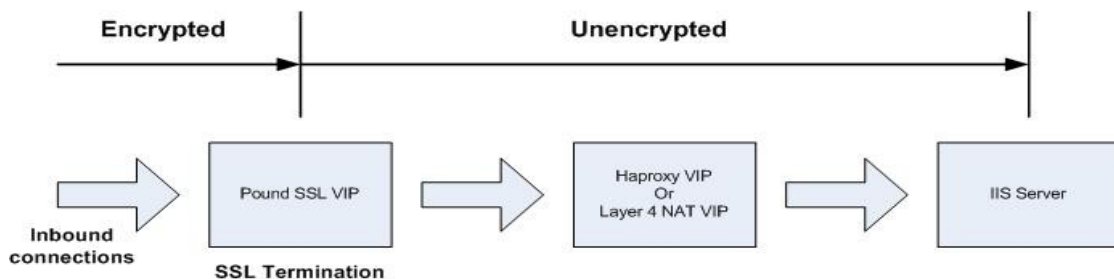 Encrypted
Unencrypted
Pound SSL VIP
Haproxy VIP
Or
Layer 4 NAT VIP
IIS Server
Inbound
connections
SSL Termination